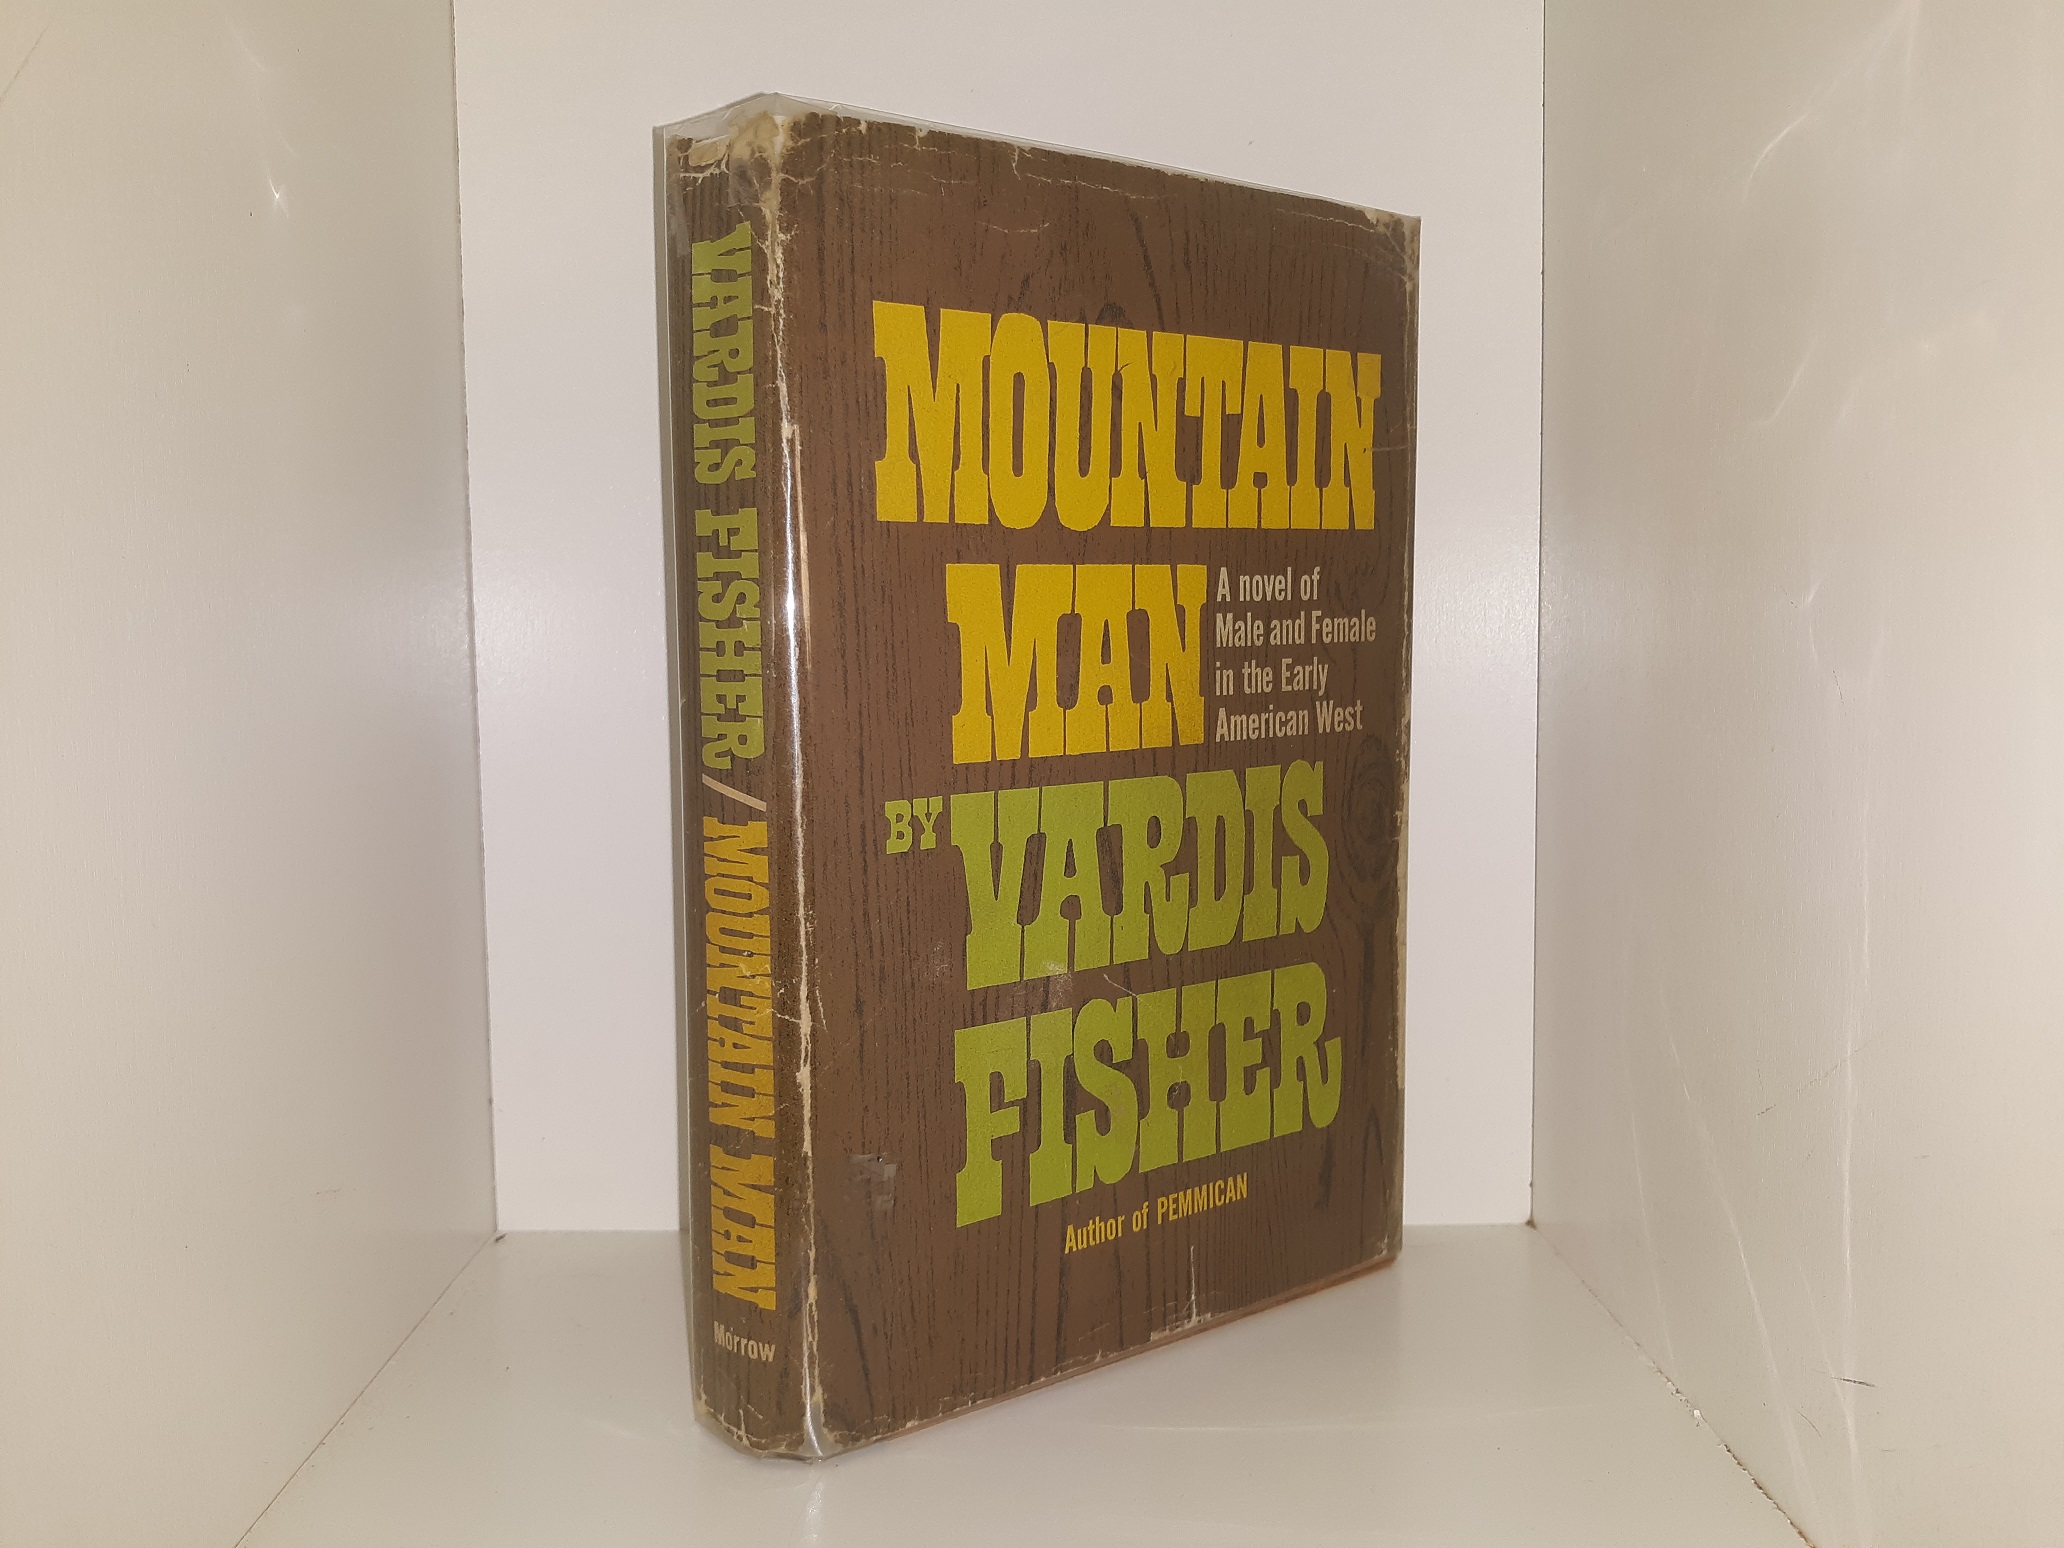 VARDIS FISHER / MOUNTAIN MAN
Morrow
MOUNTAIN
MAN
A novel of
Male and Female
in the Early
American West
BY VARDIS
FISHER
Author of PEMMICAN